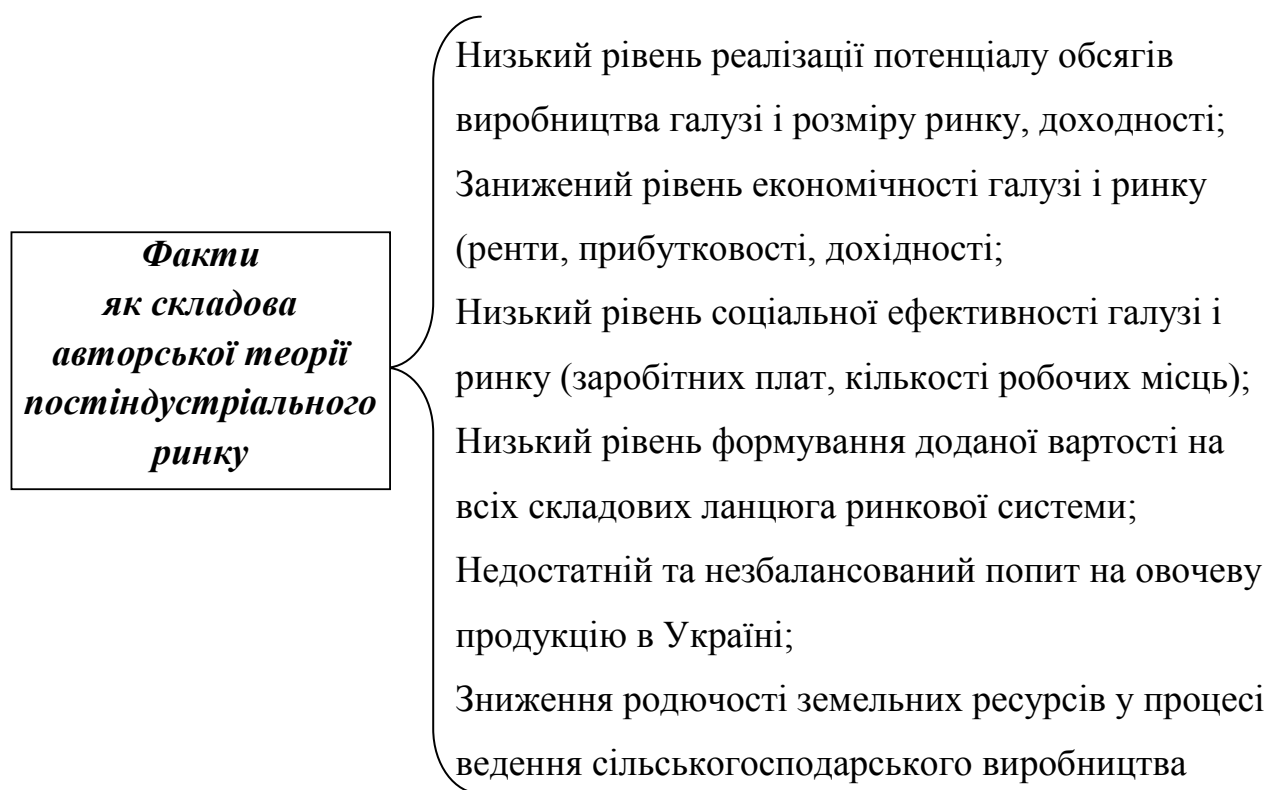 Факти
як складова
авторської теорії
постіндустріального
ринку
Низький рівень реалізації потенціалу обсягів
виробництва галузі і розміру ринку, доходності;
Занижений рівень економічності галузі і ринку
(ренти, прибутковості, дохідності;
Низький рівень соціальної ефективності галузі і
ринку (заробітних плат, кількості робочих місць);
Низький рівень формування доданої вартості на
всіх складових ланцюга ринкової системи;
Недостатній та незбалансований попит на овочеву
продукцію в Україні;
Зниження родючості земельних ресурсів у процесі
ведення сільськогосподарського виробництва